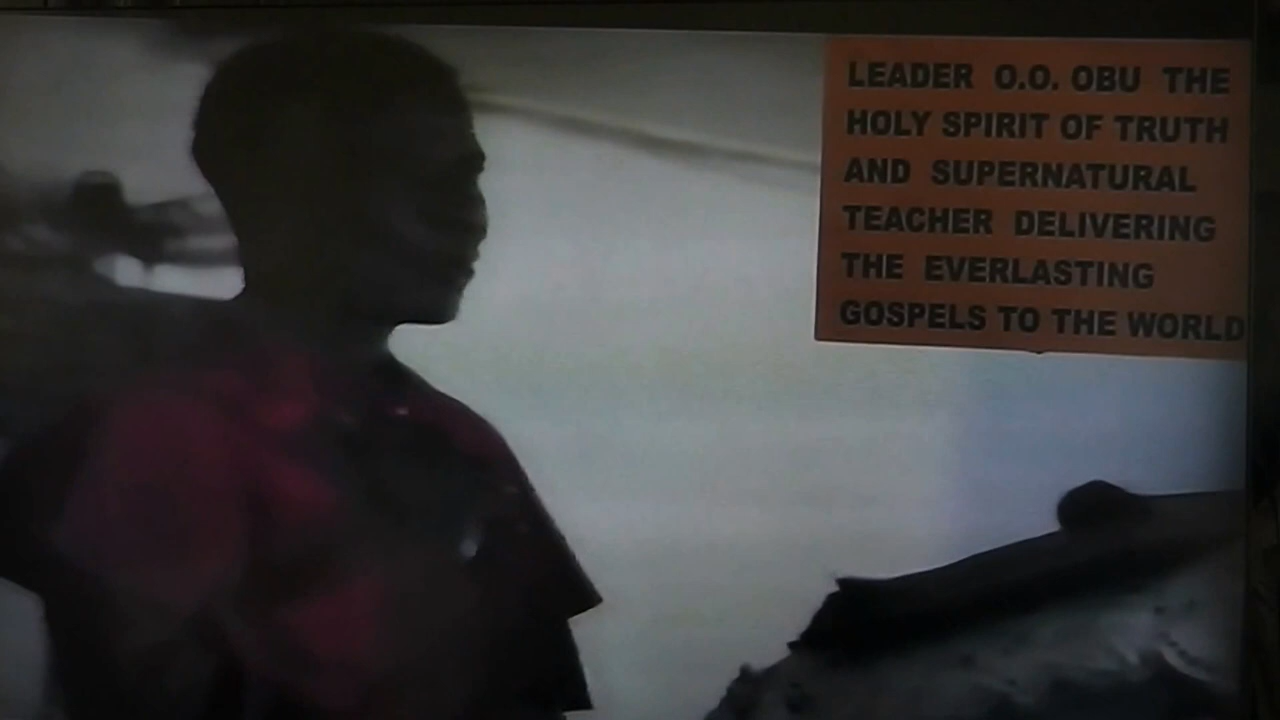 LEADER O.O. OBU THE
HOLY SPIRIT OF TRUTH
AND SUPERNATURAL
TEACHER DELIVERING
THE EVERLASTING
GOSPELS TO THE WORLD